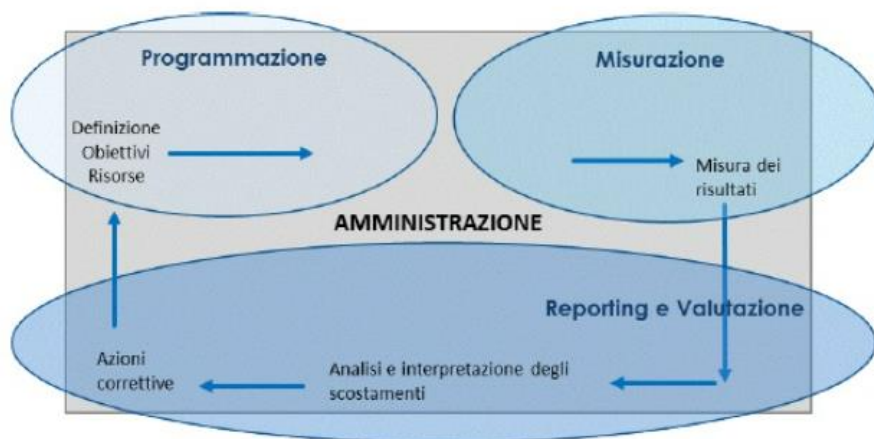 Programmazione
Misurazione
Definizione
Obiettivi
Risorse
Misura dei
risultati
AMMINISTRAZIONE
Reporting e Valutazione
Azioni
correttive
Analisi e interpretazione degli
scostamenti